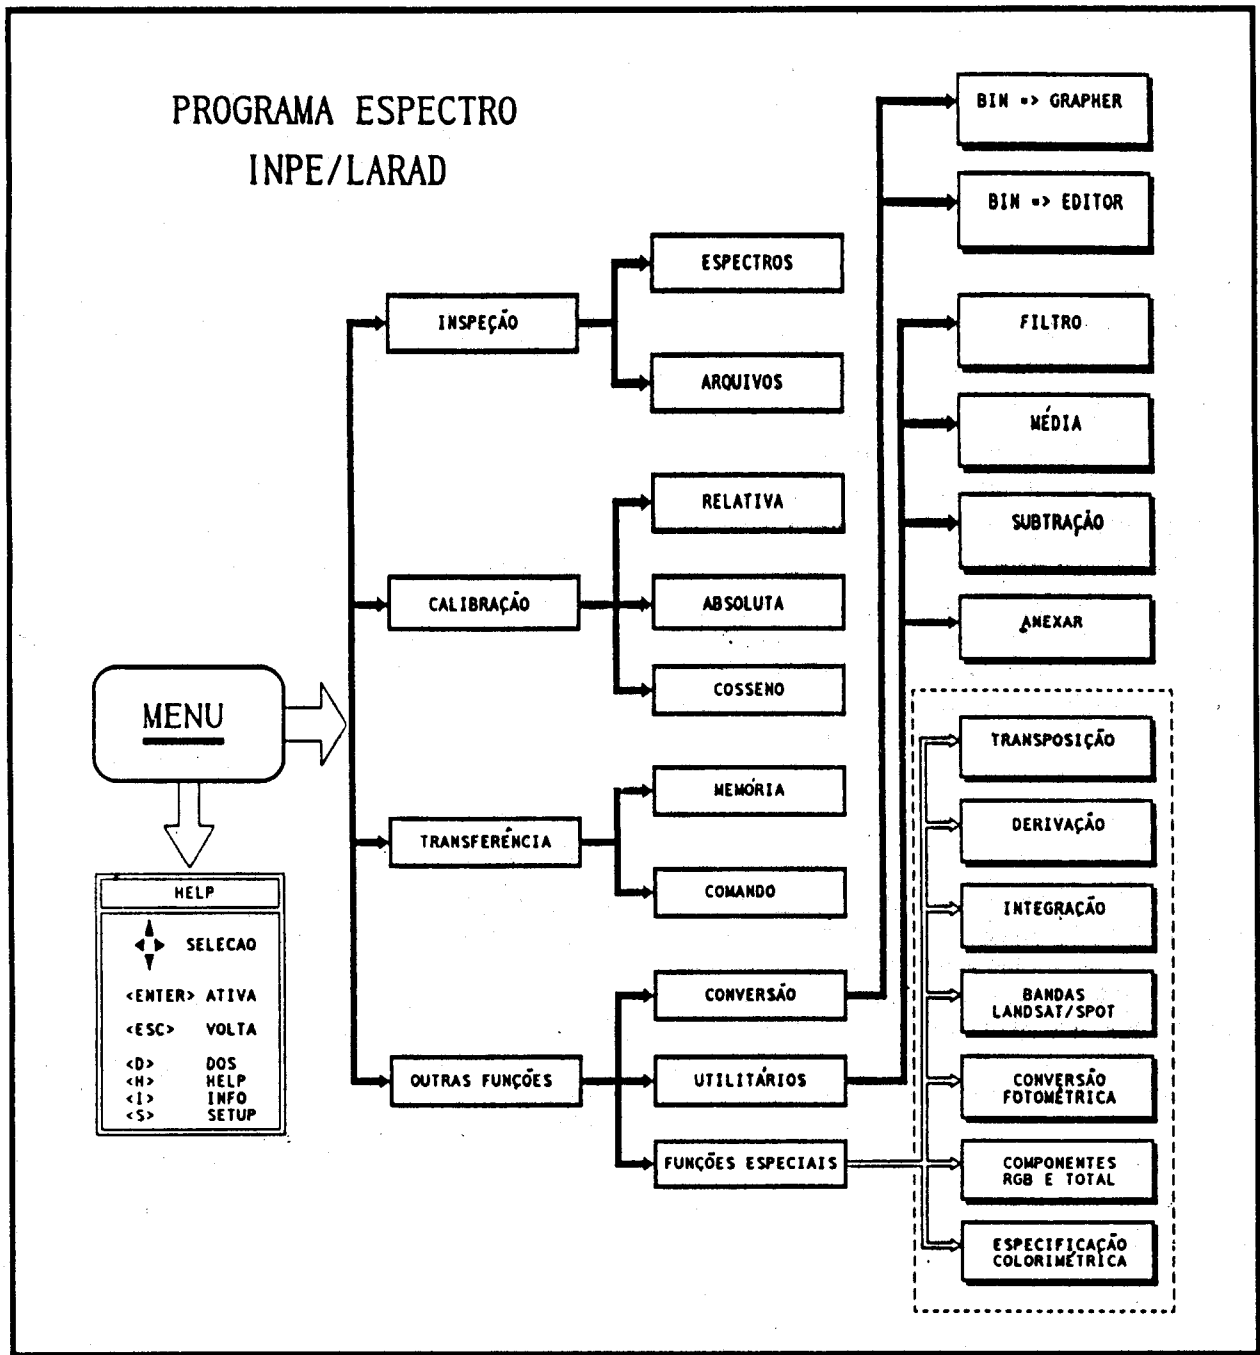 PROGRAMA ESPECTRO
INPE/LARAD
MENU
HELP
SELECAO
<ENTER> ATIVA
<ESC> VOLTA
<D> DOS
<H> HELP
<I> INFO
<S> SETUP
INSPEÇÃO
CALIBRAÇÃO
TRANSFERÊNCIA
OUTRAS FUNÇÕES
ESPECTROS
ARQUIVOS
RELATIVA
ABSOLUTA
COSSENO
MEMÓRIA
COMANDO
CONVERSÃO
UTILITÁRIOS
FUNÇÕES ESPECIAIS
BIN => GRAPHER
BIN => EDITOR
FILTRO
MÉDIA
SUBTRAÇÃO
ANEXAR
TRANSPOSIÇÃO
DERIVAÇÃO
INTEGRAÇÃO
BANDAS
LANDSAT/SPOT
CONVERSÃO
FOTOMÉTRICA
COMPONENTES
RGB E TOTAL
ESPECIFICAÇÃO
COLORIMÉTRICA